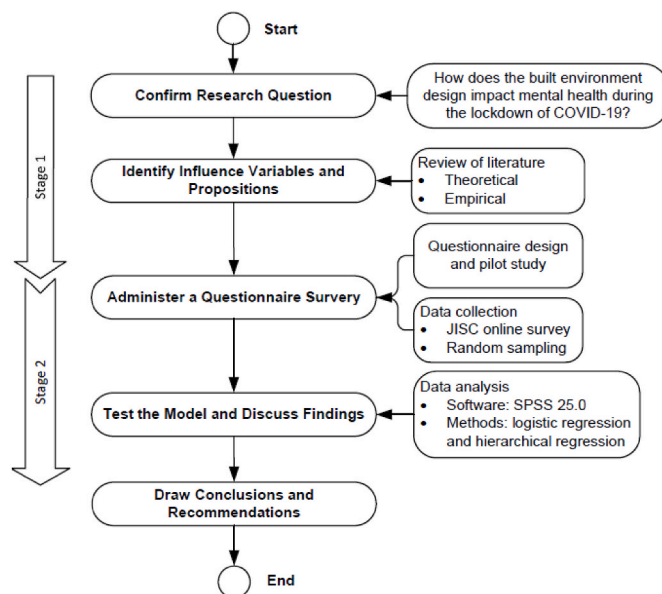 Start
Confirm Research Question
How does the built environment
design impact mental health during
the lockdown of COVID-19?
Stage 1
Identify Influence Variables and
Propositions
Review of literature
• Theoretical
• Empirical
Questionnaire design
and pilot study
Administer a Questionnaire Survery
Data collection
• JISC online survey
• Random sampling
Stage 2
Test the Model and Discuss Findings
Data analysis
• Software: SPSS 25.0
• Methods: logistic regression
and hierarchical regression
Draw Conclusions and
Recommendations
End